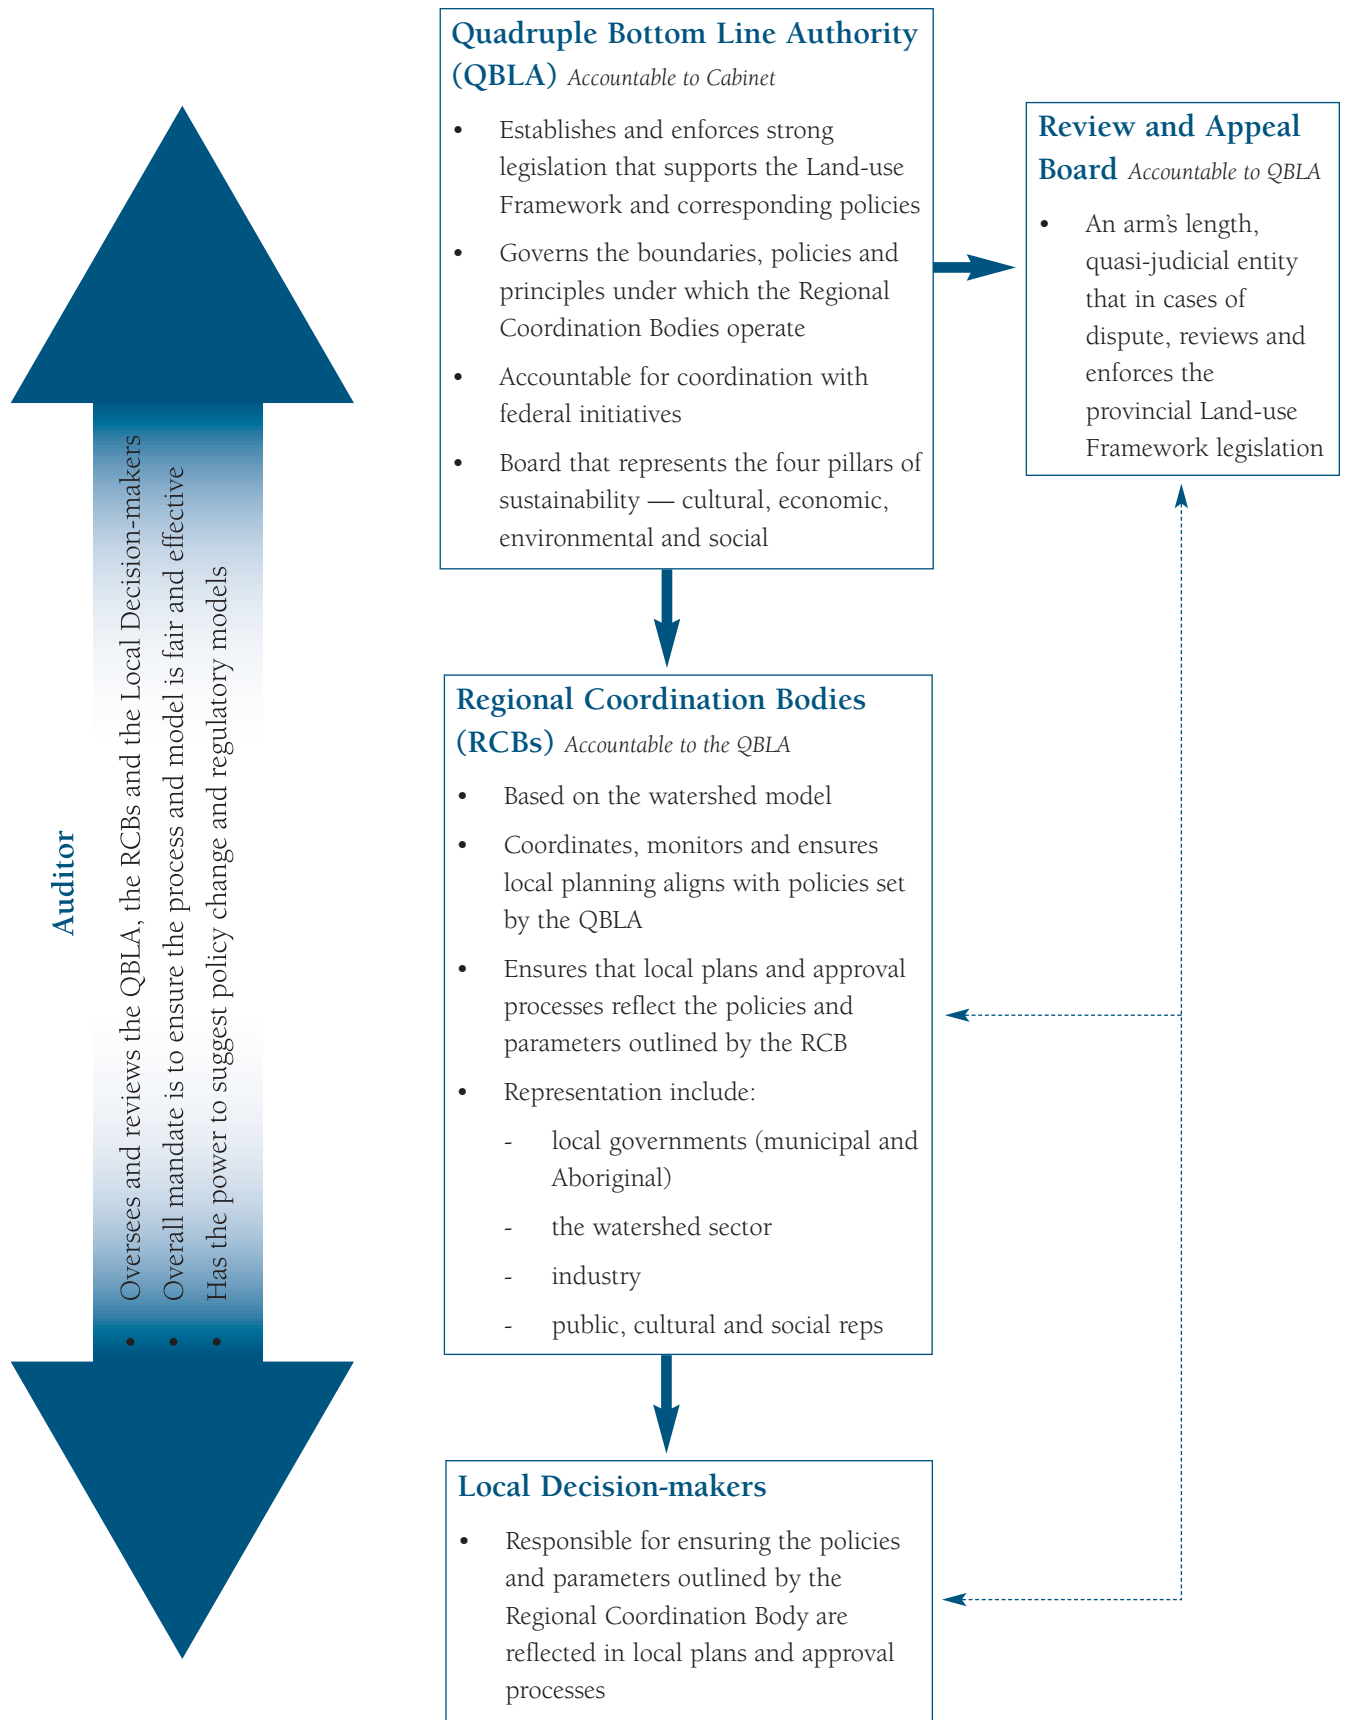 Quadruple Bottom Line Authority
(QBLA) Accountable to Cabinet
• Establishes and enforces strong
legislation that supports the Land-use
Framework and corresponding policies
• Governs the boundaries, policies and
principles under which the Regional
Coordination Bodies operate
• Accountable for coordination with
federal initiatives
• Board that represents the four pillars of
sustainability — cultural, economic,
environmental and social
Review and Appeal
Board Accountable to QBLA
• An arm's length,
quasi-judicial entity
that in cases of
dispute, reviews and
enforces the
provincial Land-use
Framework legislation
Auditor
• Oversees and reviews the QBLA, the RCBs and the Local Decision-makers
• Overall mandate is to ensure the process and model is fair and effective
• Has the power to suggest policy change and regulatory models
Regional Coordination Bodies
(RCBs) Accountable to the QBLA
• Based on the watershed model
• Coordinates, monitors and ensures
local planning aligns with policies set
by the QBLA
• Ensures that local plans and approval
processes reflect the policies and
parameters outlined by the RCB
• Representation include:
- local governments (municipal and
Aboriginal)
- the watershed sector
- industry
- public, cultural and social reps
Local Decision-makers
• Responsible for ensuring the policies
and parameters outlined by the
Regional Coordination Body are
reflected in local plans and approval
processes